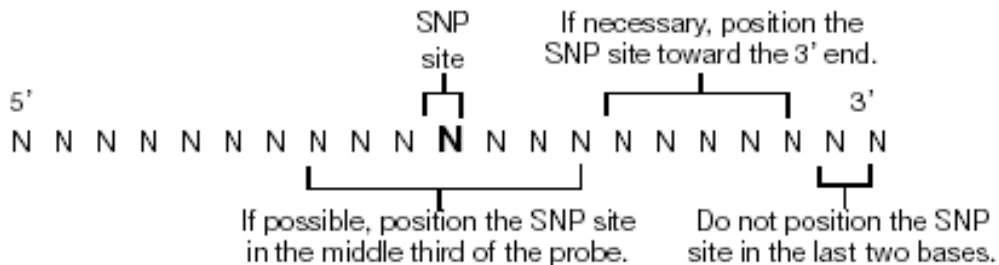 SNP
site
If necessary, position the
SNP site toward the 3' end.
5' 3'
N N N N N N N N N N N N N N N N N N N N N
If possible, position the SNP site
in the middle third of the probe.
Do not position the SNP
site in the last two bases.